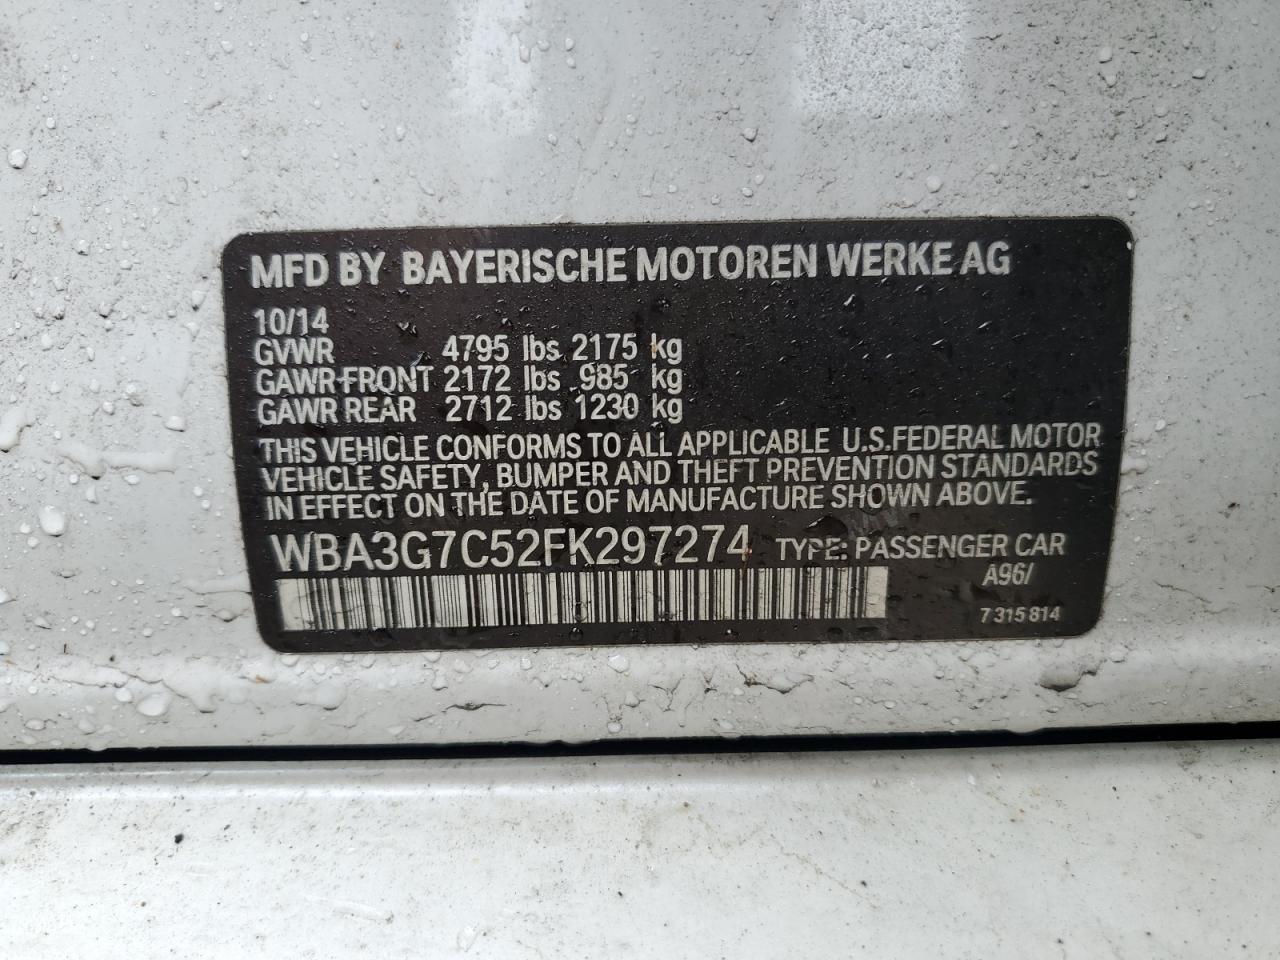 MFD BY BAYERISCHE MOTOREN WERKE AG
10/14
GVWR 4795 lbs 2175 kg
GAWR FRONT 2172 lbs 985 kg
GAWR REAR 2712 lbs 1230 kg
THIS VEHICLE CONFORMS TO ALL APPLICABLE U.S.FEDERAL MOTOR
VEHICLE SAFETY, BUMPER AND THEFT PREVENTION STANDARDS
IN EFFECT ON THE DATE OF MANUFACTURE SHOWN ABOVE.
WBA3G7C52FK297274 TYPE: PASSENGER CAR
A96/
7 315 814